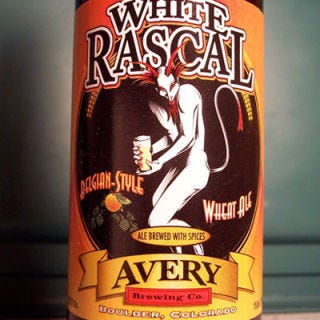 WHITE
RASCAL
BELGIAN-STYLE
WHEAT ALE
ALE BREWED WITH SPICES
AVERY
Brewing Co.
BOULDER, COLORADO